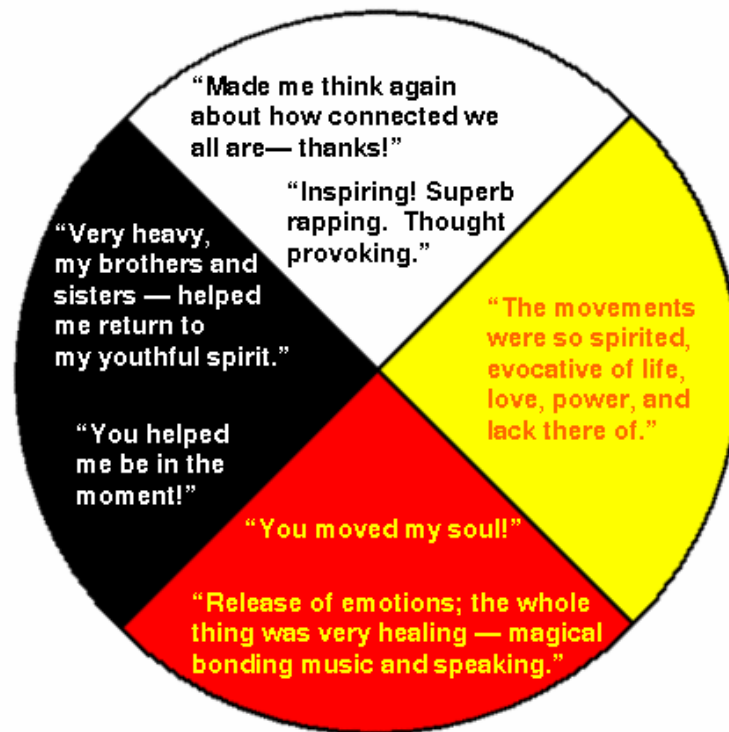 “Made me think again
about how connected we
all are— thanks!”
“Inspiring! Superb
rapping.  Thought
provoking.”
“Very heavy,
my brothers and
sisters — helped
me return to
my youthful spirit.”
“You helped
me be in the
moment!”
“The movements
were so spirited,
evocative of life,
love, power, and
lack there of.”
“You moved my soul!”
“Release of emotions; the whole
thing was very healing — magical
bonding music and speaking.”